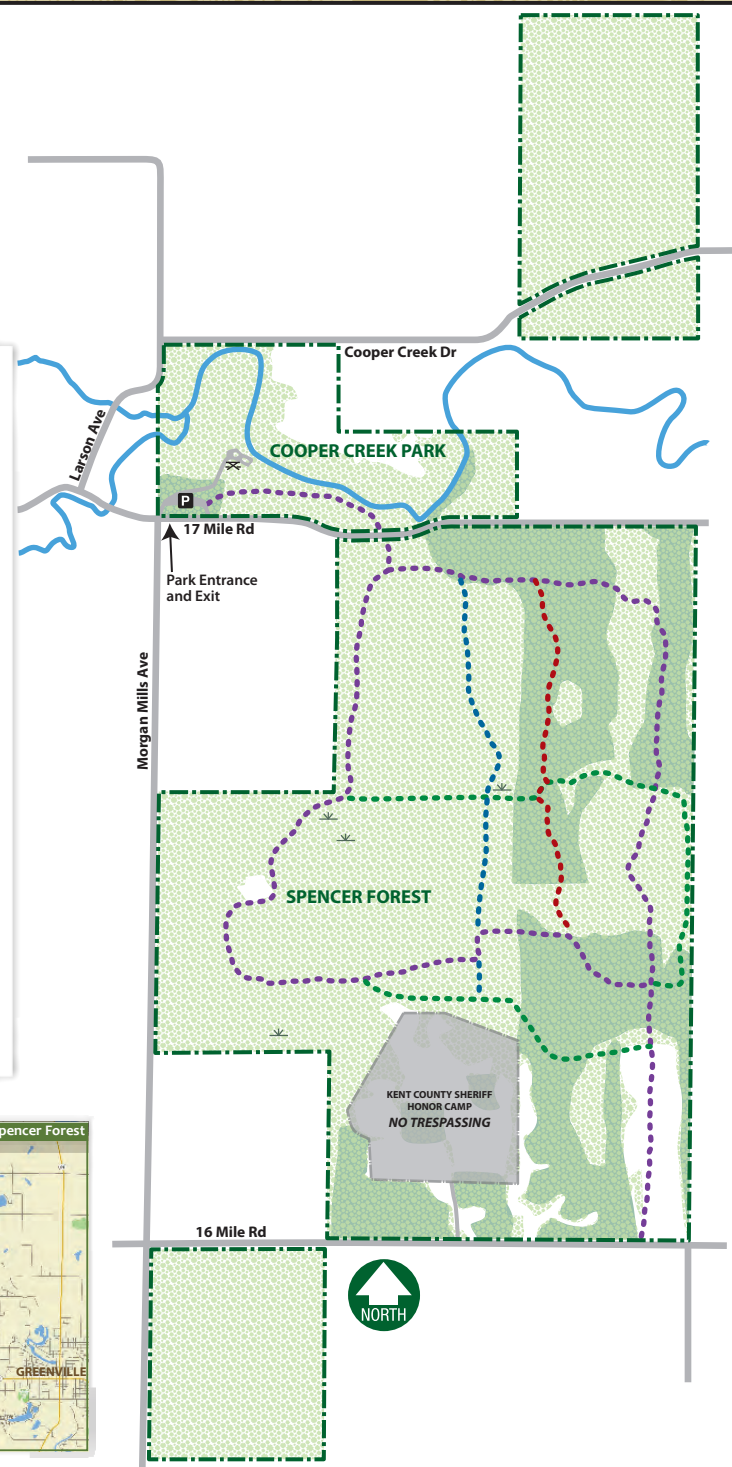 Cooper Creek Dr
Larson Ave
COOPER CREEK PARK
P
17 Mile Rd
Park Entrance
and Exit
Morgan Mills Ave
SPENCER FOREST
KENT COUNTY SHERIFF
HONOR CAMP
NO TRESPASSING
pencer Forest
16 Mile Rd
NORTH
GREENVILLE